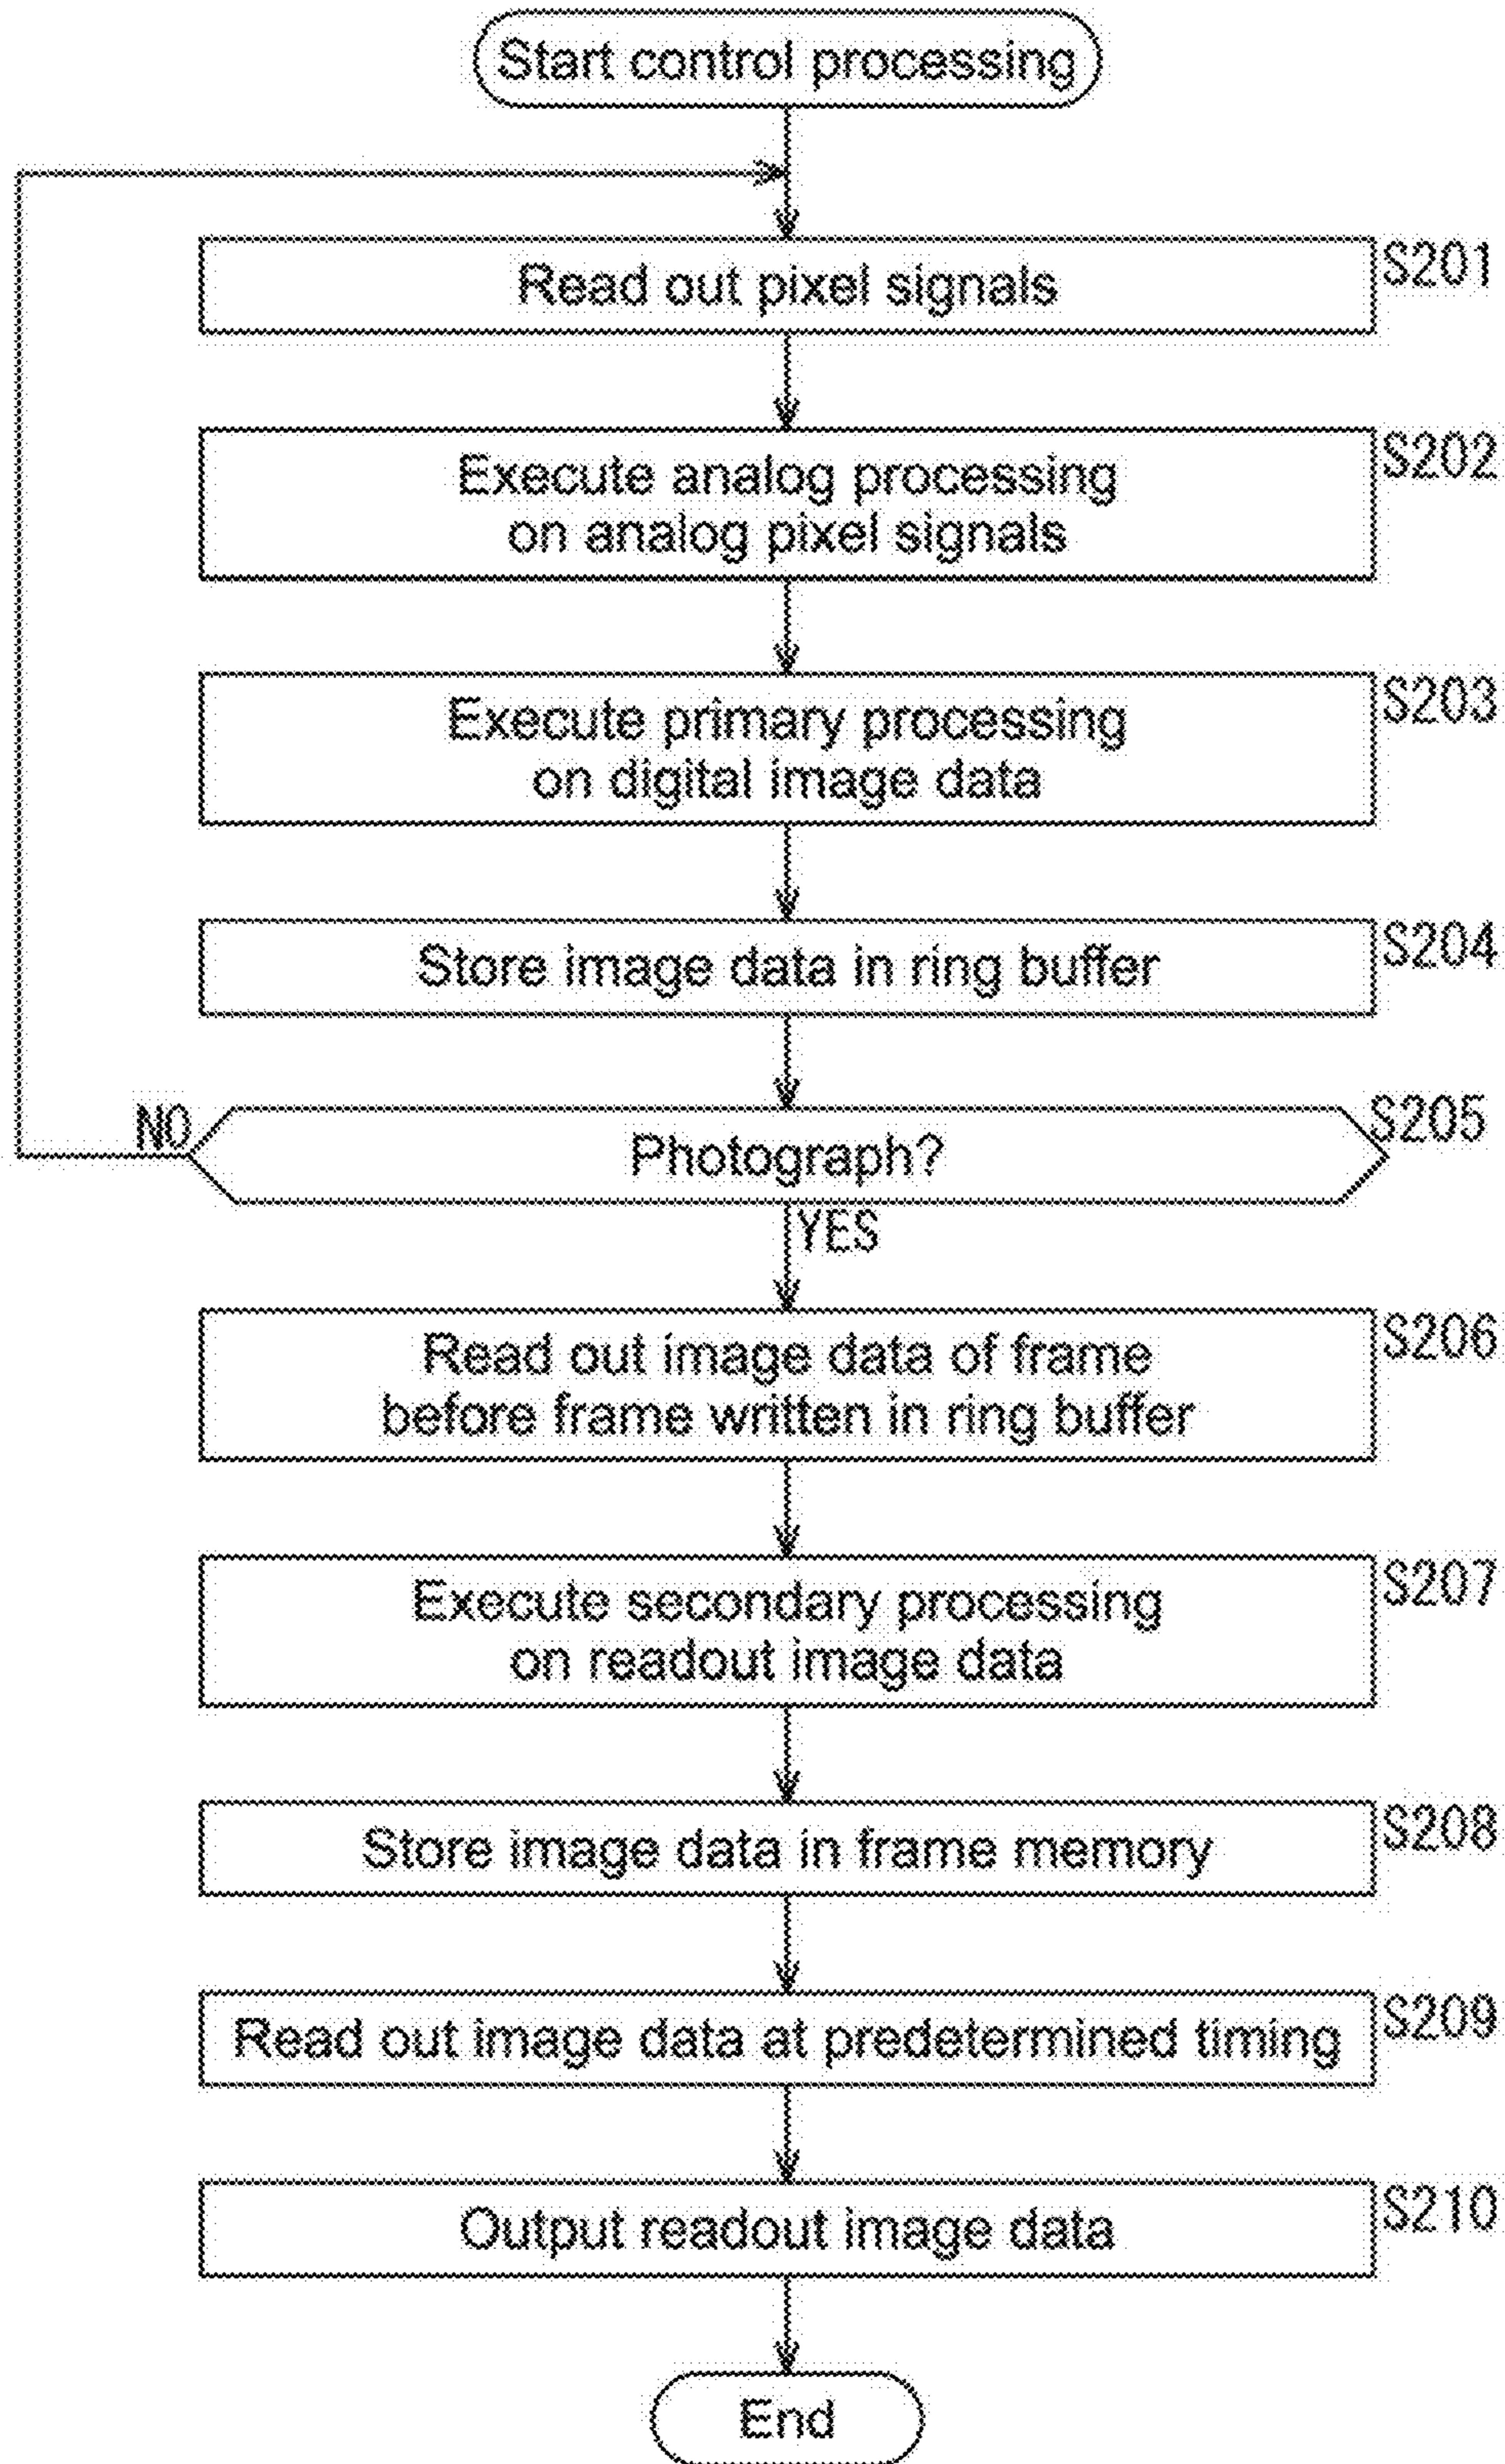 Start control processing
Read out pixel signals
S201
Execute analog processing
on analog pixel signals
S202
Execute primary processing
on digital image data
S203
Store image data in ring buffer
S204
Photograph?
S205
NO
YES
Read out image data of frame
before frame written in ring buffer
S206
Execute secondary processing
on readout image data
S207
Store image data in frame memory
S208
Read out image data at predetermined timing
S209
Output readout image data
S210
End